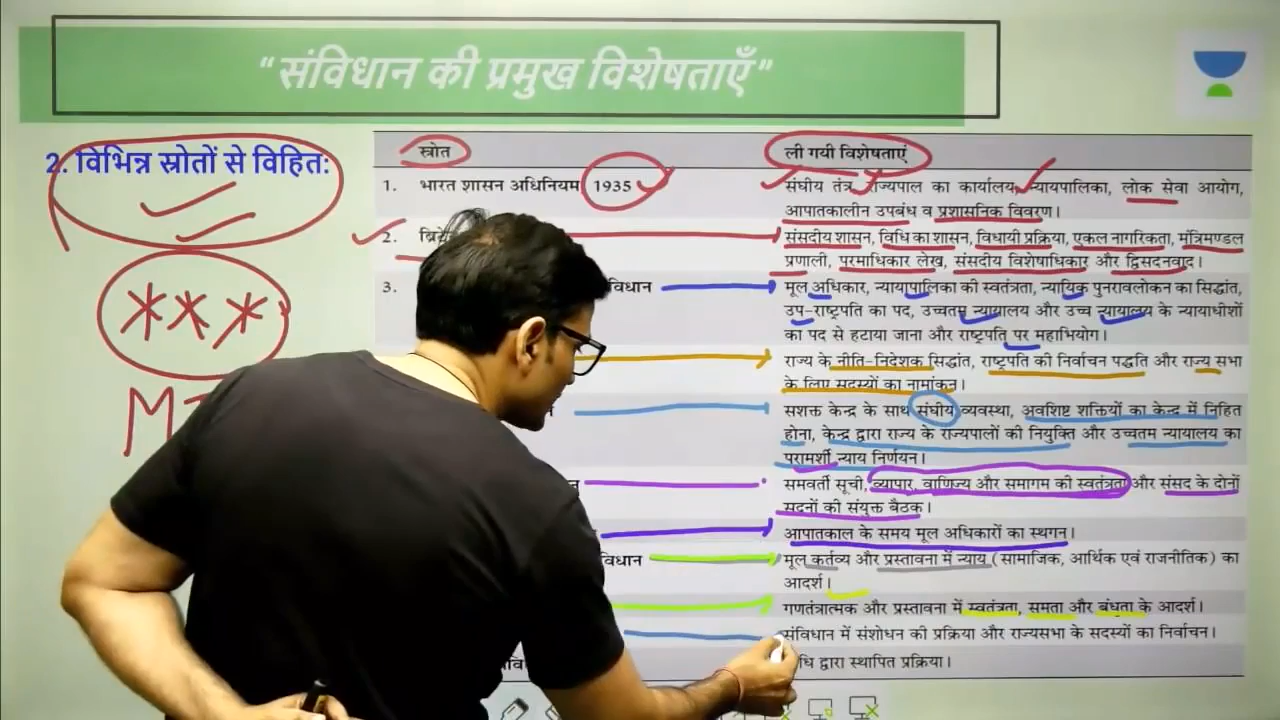 “संविधान की प्रमुख विशेषताएँ”
2. विभिन्न स्रोतों से विहित:
स्रोत ली गयी विशेषताएं
1. भारत शासन अधिनियम 1935 संघीय तंत्र, राज्यपाल का कार्यालय, न्यायपालिका, लोक सेवा आयोग,
आपातकालीन उपबंध व प्रशासनिक विवरण।
2. संसदीय शासन, विधि का शासन, विधायी प्रक्रिया, एकल नागरिकता, मंत्रिमण्डल
प्रणाली, परमाधिकार लेख, संसदीय विशेषाधिकार और द्विसदनवाद।
3. विधान मूल अधिकार, न्यायपालिका की स्वतंत्रता, न्यायिक पुनरावलोकन का सिद्धांत,
उप-राष्ट्रपति का पद, उच्चतम न्यायालय और उच्च न्यायालय के न्यायाधीशों
का पद से हटाया जाना और राष्ट्रपति पर महाभियोग।
राज्य के नीति-निदेशक सिद्धांत, राष्ट्रपति की निर्वाचन पद्धति और राज्य सभा
के लिए सदस्यों का नामांकन।
सशक्त केन्द्र के साथ संघीय व्यवस्था, अवशिष्ट शक्तियों का केन्द्र में निहित
होना, केन्द्र द्वारा राज्य के राज्यपालों की नियुक्ति और उच्चतम न्यायालय का
परामर्शी न्याय निर्णयन।
समवर्ती सूची, व्यापार, वाणिज्य और समागम की स्वतंत्रता और संसद के दोनों
सदनों की संयुक्त बैठक।
आपातकाल के समय मूल अधिकारों का स्थगन।
विधान मूल कर्तव्य और प्रस्तावना में न्याय (सामाजिक, आर्थिक एवं राजनीतिक) का
आदर्श।
गणतंत्रात्मक और प्रस्तावना में स्वतंत्रता, समता और बंधुता के आदर्श।
संविधान में संशोधन की प्रक्रिया और राज्यसभा के सदस्यों का निर्वाचन।
द्वारा स्थापित प्रक्रिया।